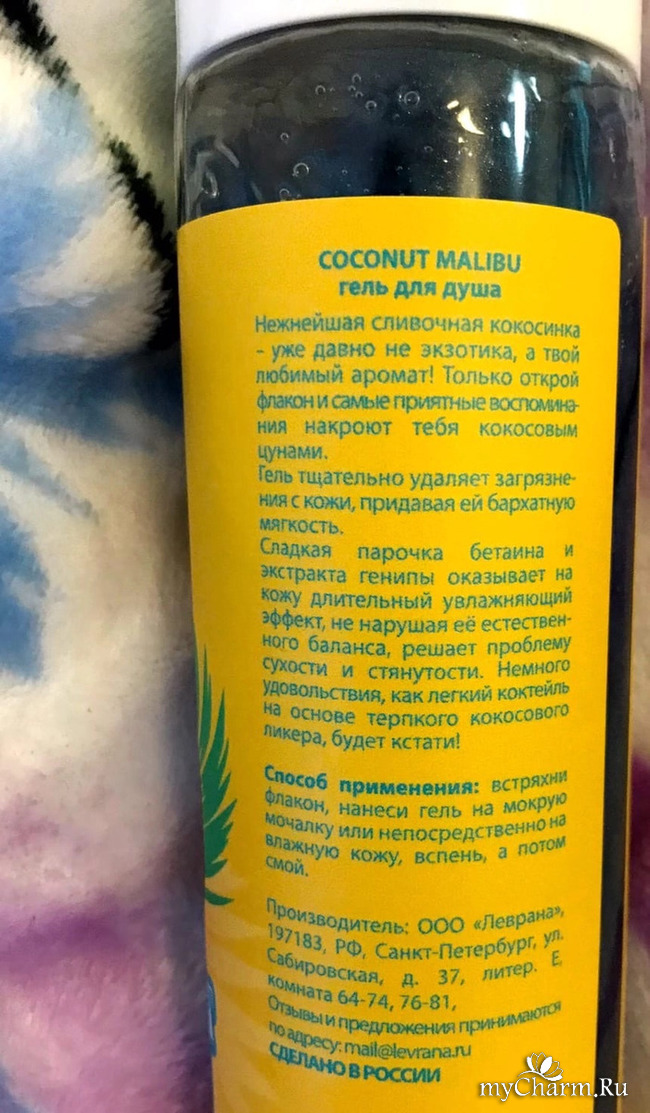 COCONUT MALIBU
гель для душа
Нежнейшая сливочная кокосинка
- уже давно не экзотика, а твой
любимый аромат! Только открой
флакон и самые приятные воспомина-
ния накроют тебя кокосовым
цунами.
Гель тщательно удаляет загрязне-
ния с кожи, придавая ей бархатную
мягкость.
Сладкая парочка бетаина и
экстракта генипы оказывает на
кожу длительный увлажняющий
эффект, не нарушая её естествен-
ного баланса, решает проблему
сухости и стянутости. Немного
удовольствия, как легкий коктейль
на основе терпкого кокосового
ликера, будет кстати!
Способ применения: встряхни
флакон, нанеси гель на мокрую
мочалку или непосредственно на
влажную кожу, вспень, а потом
смой.
Производитель: ООО «Леврана»,
197183, РФ, Санкт-Петербург, ул.
Сабировская, д. 37, литер. Е,
комната 64-74, 76-81,
Отзывы и предложения принимаются
по адресу: mail@levrana.ru
СДЕЛАНО В РОССИИ
myCharm.Ru